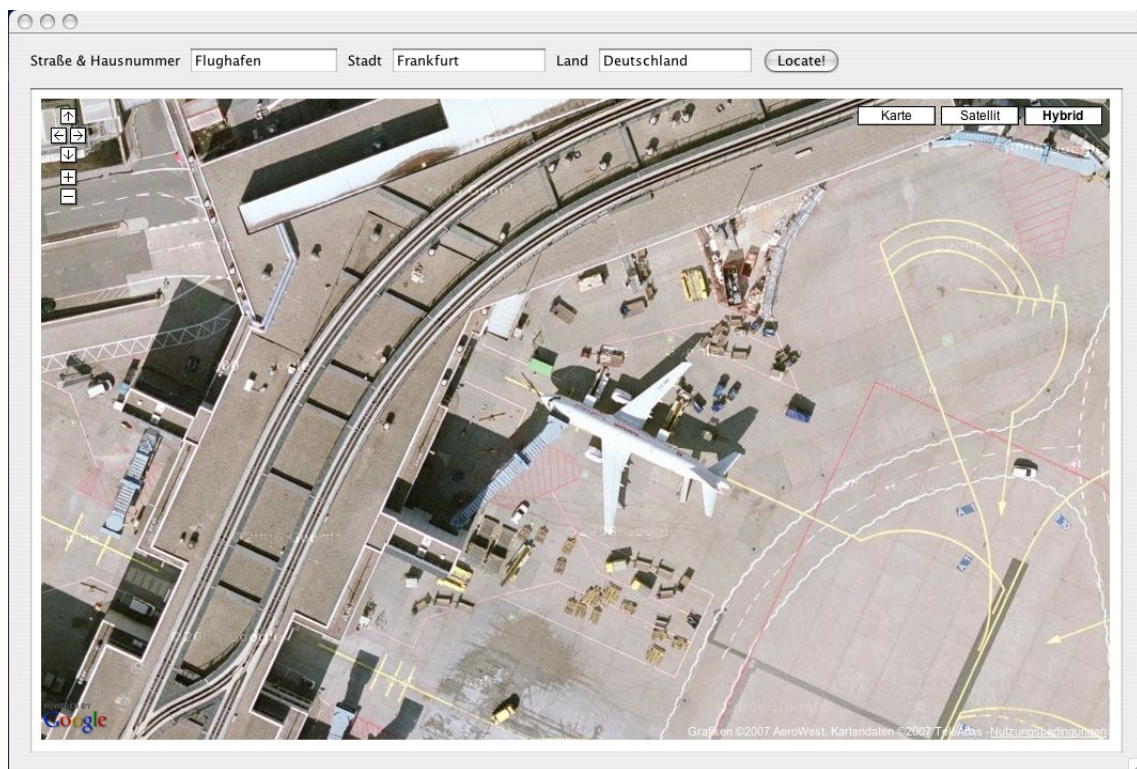 Straße & Hausnummer Flughafen Stadt Frankfurt Land Deutschland Locate!
Karte Satellit Hybrid
POWERED BY
Google
Grafiken ©2007 AeroWest, Kartendaten ©2007 TeleAtlas - Nutzungsbedingungen